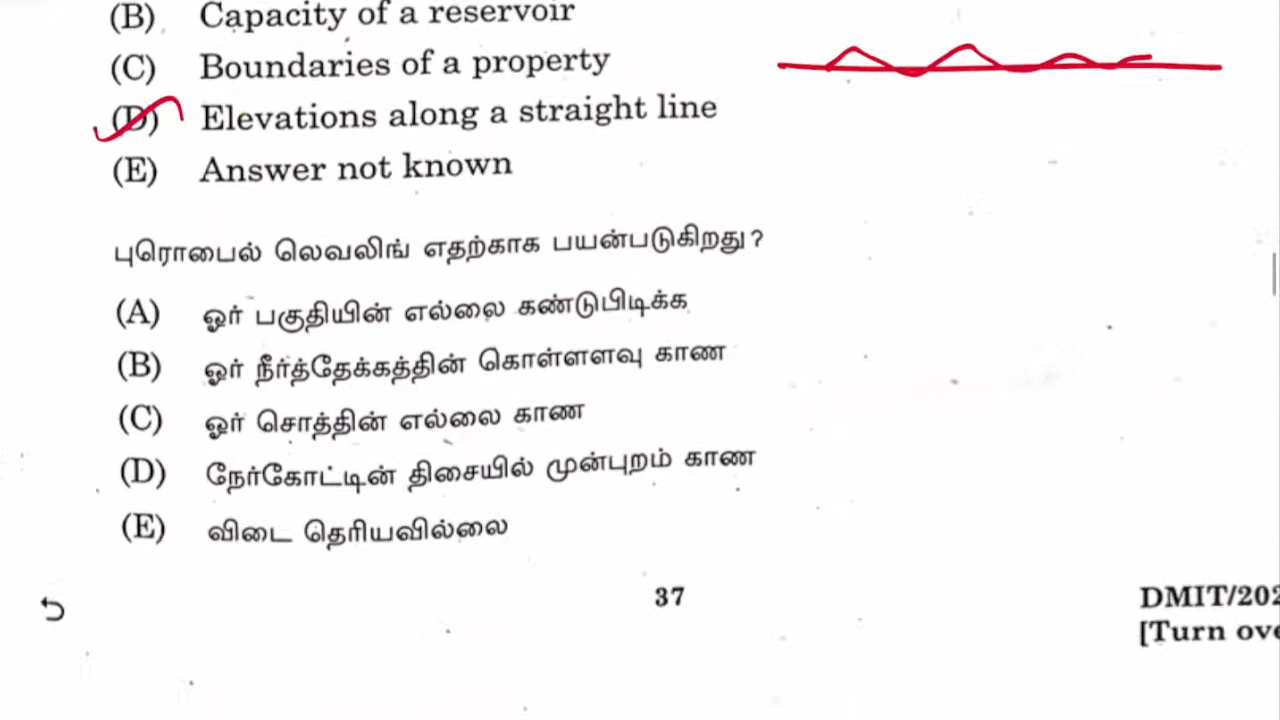 (B) Capacity of a reservoir
(C) Boundaries of a property
(D) Elevations along a straight line
(E) Answer not known
புரொபைல் லெவலிங் எதற்காக பயன்படுகிறது?
(A) ஓர் பகுதியின் எல்லை கண்டுபிடிக்க
(B) ஓர் நீர்த்தேக்கத்தின் கொள்ளளவு காண
(C) ஓர் சொத்தின் எல்லை காண
(D) நேர்கோட்டின் திசையில் முன்புறம் காண
(E) விடை தெரியவில்லை
37
DMIT/202
[Turn ove